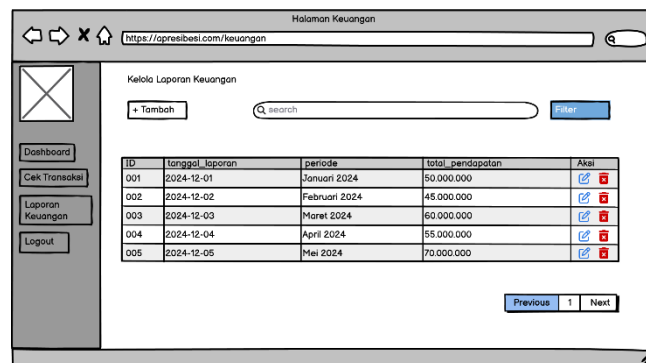 Halaman Keuangan
https://apresibesi.com/keuangan
Kelola Laporan Keuangan
+ Tambah
search
Filter
Dashboard
Cek Transaksi
Laporan
Keuangan
Logout
ID tanggal_laporan periode total_pendapatan Aksi
001 2024-12-01 Januari 2024 50.000.000
002 2024-12-02 Februari 2024 45.000.000
003 2024-12-03 Maret 2024 60.000.000
004 2024-12-04 April 2024 55.000.000
005 2024-12-05 Mei 2024 70.000.000
Previous 1 Next